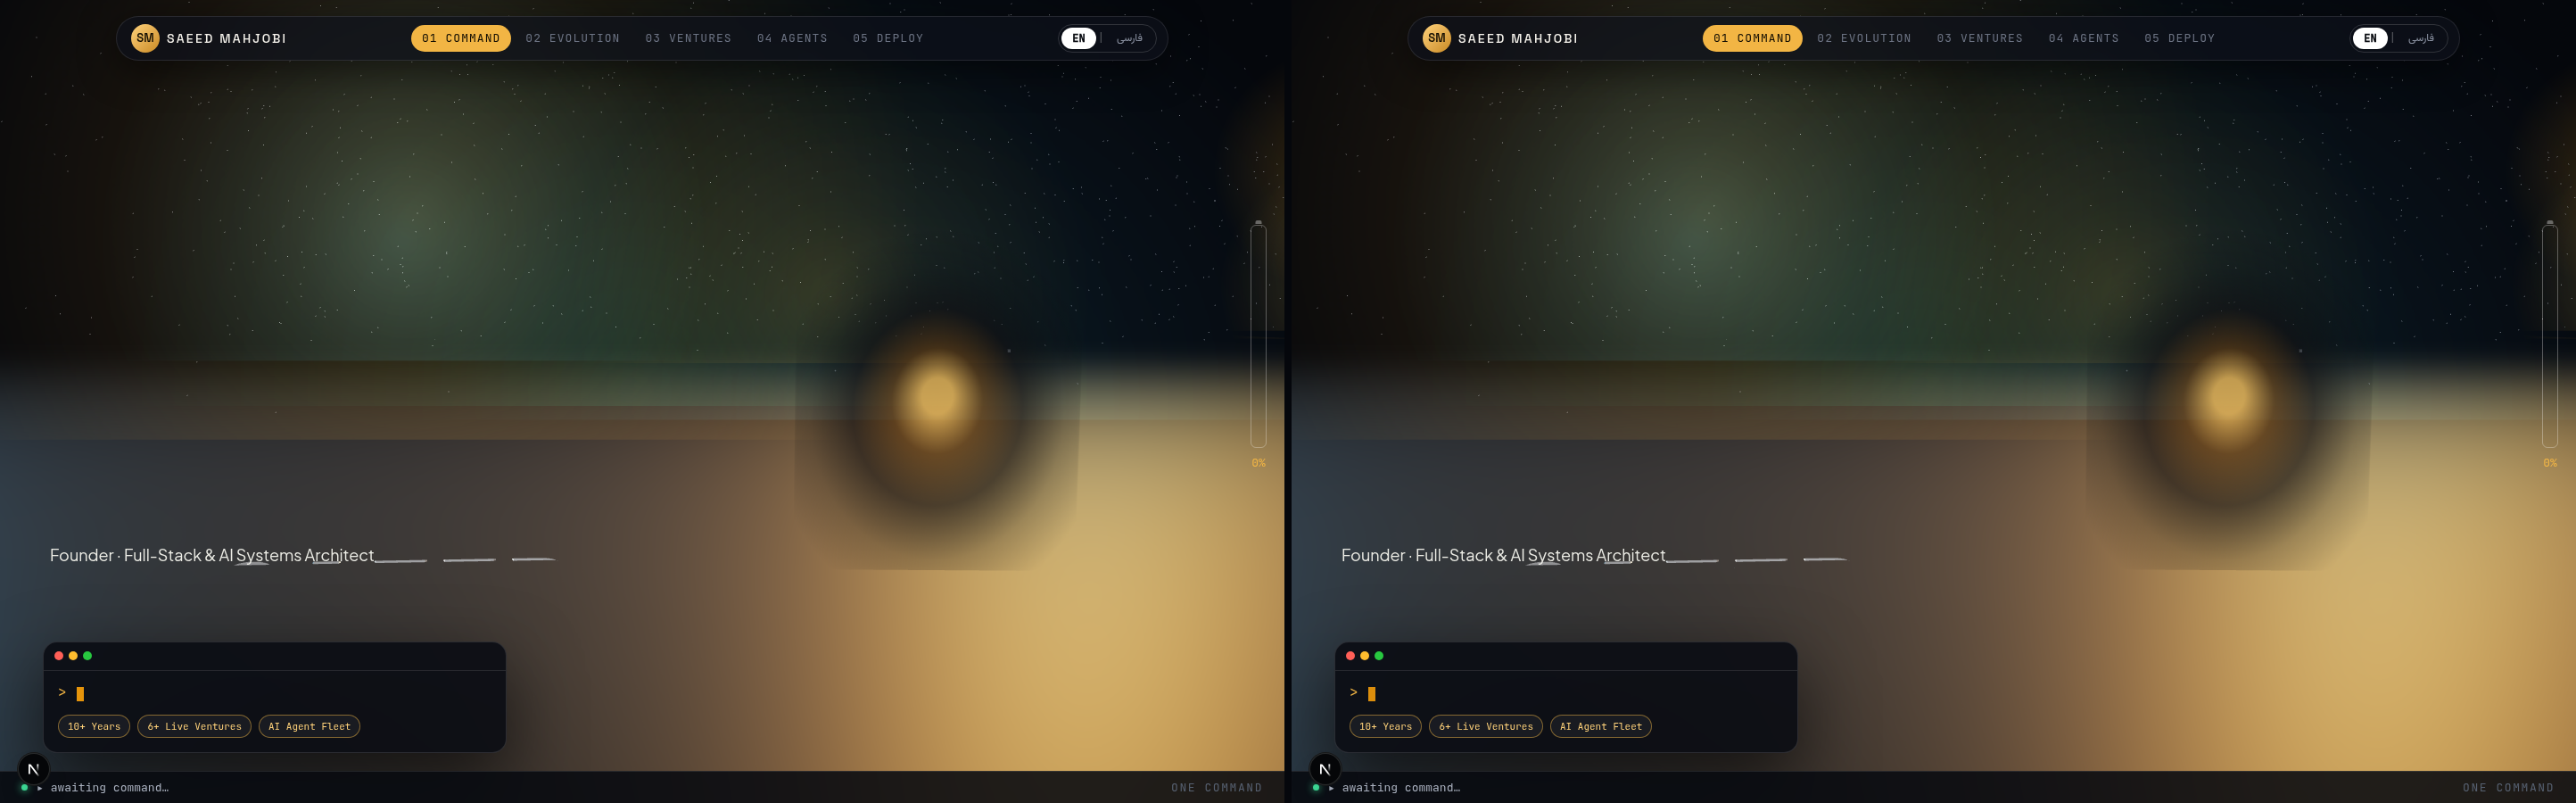 SM SAEED MAHJOBI 01 COMMAND 02 EVOLUTION 03 VENTURES 04 AGENTS 05 DEPLOY EN | فارسی
0%
Founder · Full-Stack & AI Systems Architect
>
10+ Years 6+ Live Ventures AI Agent Fleet
N
▸ awaiting command… ONE COMMAND
SM SAEED MAHJOBI 01 COMMAND 02 EVOLUTION 03 VENTURES 04 AGENTS 05 DEPLOY EN | فارسی
0%
Founder · Full-Stack & AI Systems Architect
>
10+ Years 6+ Live Ventures AI Agent Fleet
N
▸ awaiting command… ONE COMMAND